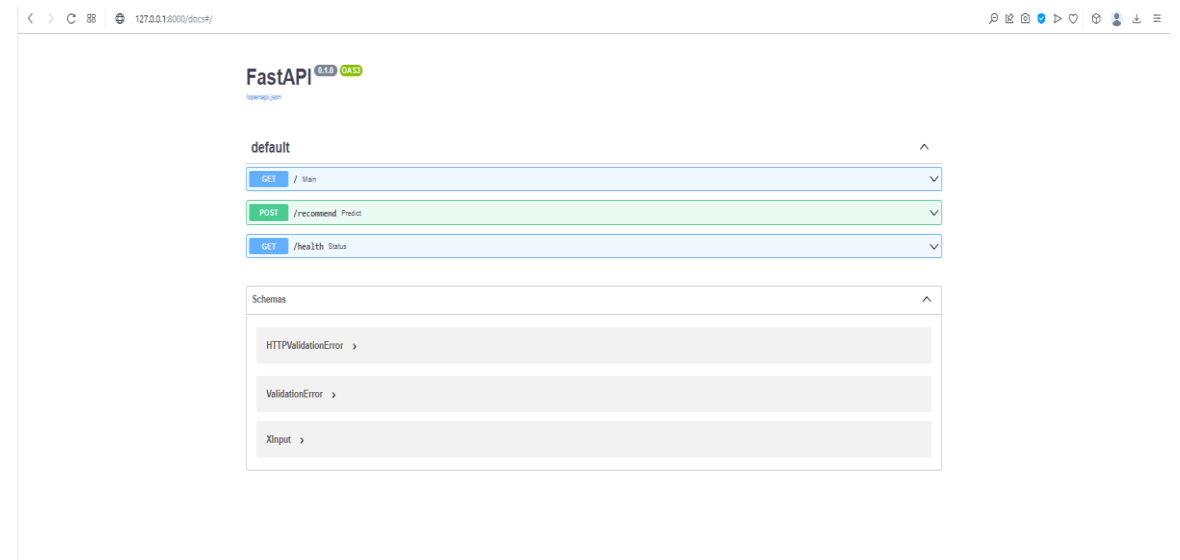 127.0.0.1:8000/docs#/
FastAPI 0.1.0 OAS3
/openapi.json
default
GET / Main
POST /recommend Predict
GET /health Status
Schemas
HTTPValidationError
ValidationError
XInput